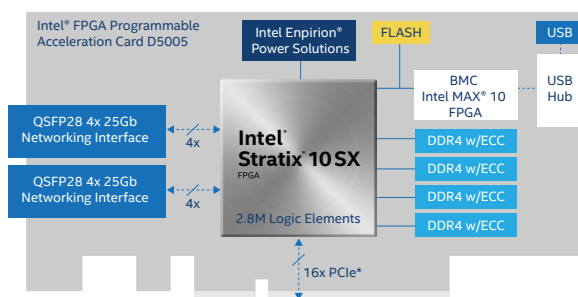 Intel® FPGA Programmable
Acceleration Card D5005
Intel Enpirion®
Power Solutions
FLASH
USB
BMC
Intel MAX® 10
FPGA
USB
Hub
QSFP28 4x 25Gb
Networking Interface
4x
QSFP28 4x 25Gb
Networking Interface
4x
Intel®
Stratix® 10 SX
FPGA
2.8M Logic Elements
DDR4 w/ECC
DDR4 w/ECC
DDR4 w/ECC
DDR4 w/ECC
16x PCIe*